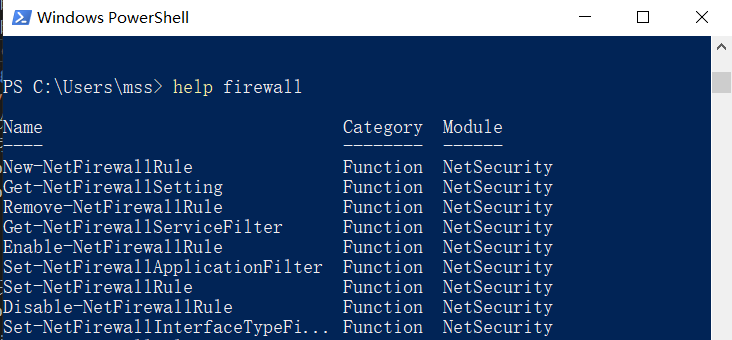 Windows PowerShell
PS C:\Users\mss> help firewall
Name Category Module
---- -------- ------
New-NetFirewallRule Function NetSecurity
Get-NetFirewallSetting Function NetSecurity
Remove-NetFirewallRule Function NetSecurity
Get-NetFirewallServiceFilter Function NetSecurity
Enable-NetFirewallRule Function NetSecurity
Set-NetFirewallApplicationFilter Function NetSecurity
Set-NetFirewallRule Function NetSecurity
Disable-NetFirewallRule Function NetSecurity
Set-NetFirewallInterfaceTypeFi... Function NetSecurity